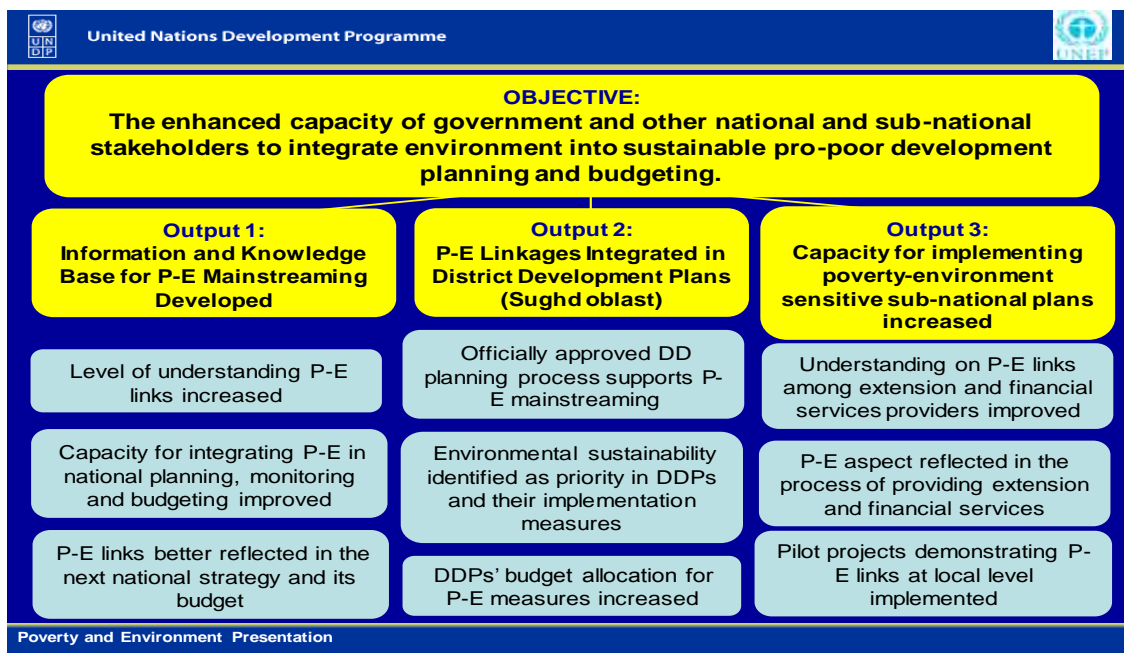 UN
DP
United Nations Development Programme
UNEP
OBJECTIVE:
The enhanced capacity of government and other national and sub-national
stakeholders to integrate environment into sustainable pro-poor development
planning and budgeting.
Output 1:
Information and Knowledge
Base for P-E Mainstreaming
Developed
Level of understanding P-E
links increased
Capacity for integrating P-E in
national planning, monitoring
and budgeting improved
P-E links better reflected in the
next national strategy and its
budget
Output 2:
P-E Linkages Integrated in
District Development Plans
(Sughd oblast)
Officially approved DD
planning process supports P-
E mainstreaming
Environmental sustainability
identified as priority in DDPs
and their implementation
measures
DDPs' budget allocation for
P-E measures increased
Output 3:
Capacity for implementing
poverty-environment
sensitive sub-national plans
increased
Understanding on P-E links
among extension and financial
services providers improved
P-E aspect reflected in the
process of providing extension
and financial services
Pilot projects demonstrating P-
E links at local level
implemented
Poverty and Environment Presentation